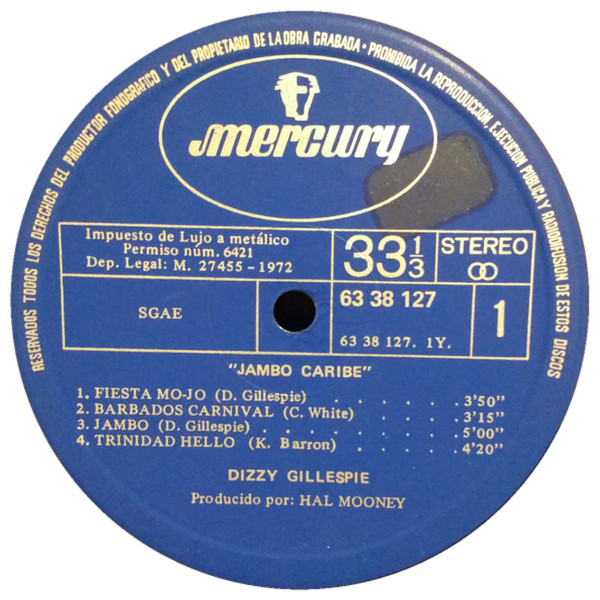 RESERVADOS TODOS LOS DERECHOS DEL PRODUCTOR FONOGRAFICO Y DEL PROPIETARIO DE LA OBRA GRABADA · PROHIBIDA LA REPRODUCCION, EJECUCION PUBLICA Y RADIODIFUSION DE ESTOS DISCOS
mercury
Impuesto de Lujo a metálico
Permiso núm. 6421
Dep. Legal: M. 27455 - 1972
33 1/3
STEREO
SGAE
63 38 127
63 38 127. 1Y.
1
"JAMBO CARIBE"
1. FIESTA MO-JO (D. Gillespie) . . . . . . 3'50"
2. BARBADOS CARNIVAL (C. White) . . . . . 3'15"
3. JAMBO (D. Gillespie) . . . . . . . . . 5'00"
4. TRINIDAD HELLO (K. Barron) . . . . . . 4'20"
DIZZY GILLESPIE
Producido por: HAL MOONEY